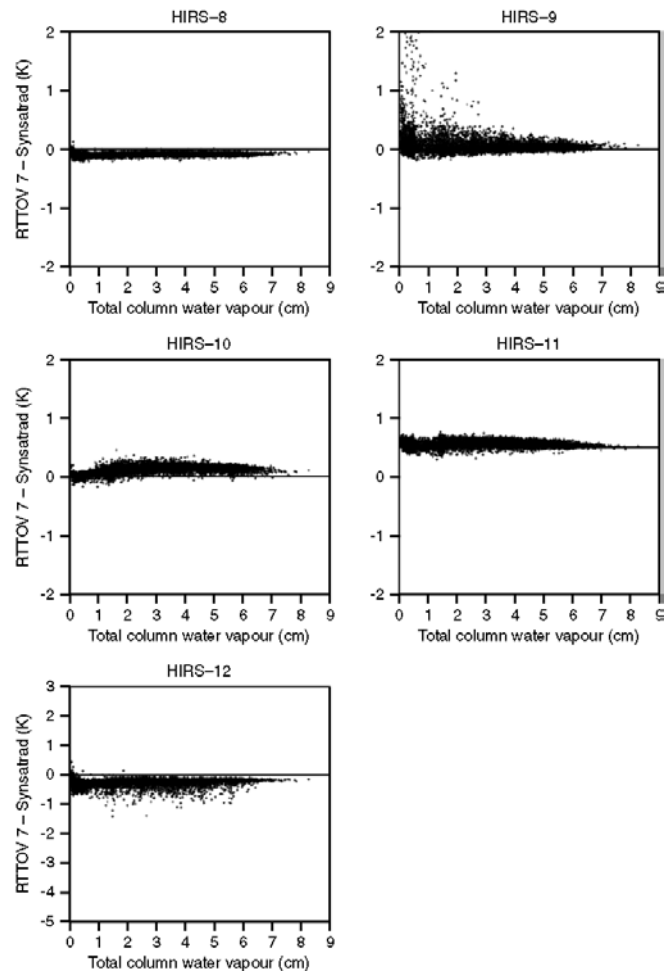 HIRS–8
2
1
0
-1
-2
RTTOV 7 – Synsatrad (K)
0 1 2 3 4 5 6 7 8 9
Total column water vapour (cm)
HIRS–9
2
1
0
-1
-2
0 1 2 3 4 5 6 7 8 9
Total column water vapour (cm)
HIRS–10
2
1
0
-1
-2
RTTOV 7 – Synsatrad (K)
0 1 2 3 4 5 6 7 8 9
Total column water vapour (cm)
HIRS–11
2
1
0
-1
-2
0 1 2 3 4 5 6 7 8 9
Total column water vapour (cm)
HIRS–12
3
2
1
0
-1
-2
-3
-4
-5
RTTOV 7 – Synsatrad (K)
0 1 2 3 4 5 6 7 8 9
Total column water vapour (cm)